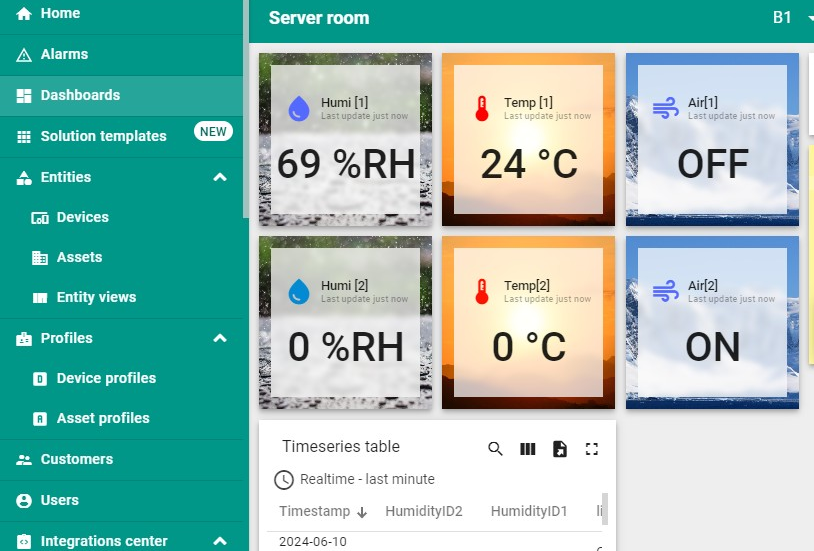 Home
Alarms
Dashboards
Solution templates
NEW
Entities
Devices
Assets
Entity views
Profiles
Device profiles
Asset profiles
Customers
Users
Integrations center
Server room
B1
Humi [1]
Last update just now
69 %RH
Temp [1]
Last update just now
24 °C
Air[1]
Last update just now
OFF
Humi [2]
Last update just now
0 %RH
Temp[2]
Last update just now
0 °C
Air[2]
Last update just now
ON
Timeseries table
Realtime - last minute
Timestamp HumidityID2 HumidityID1
2024-06-10